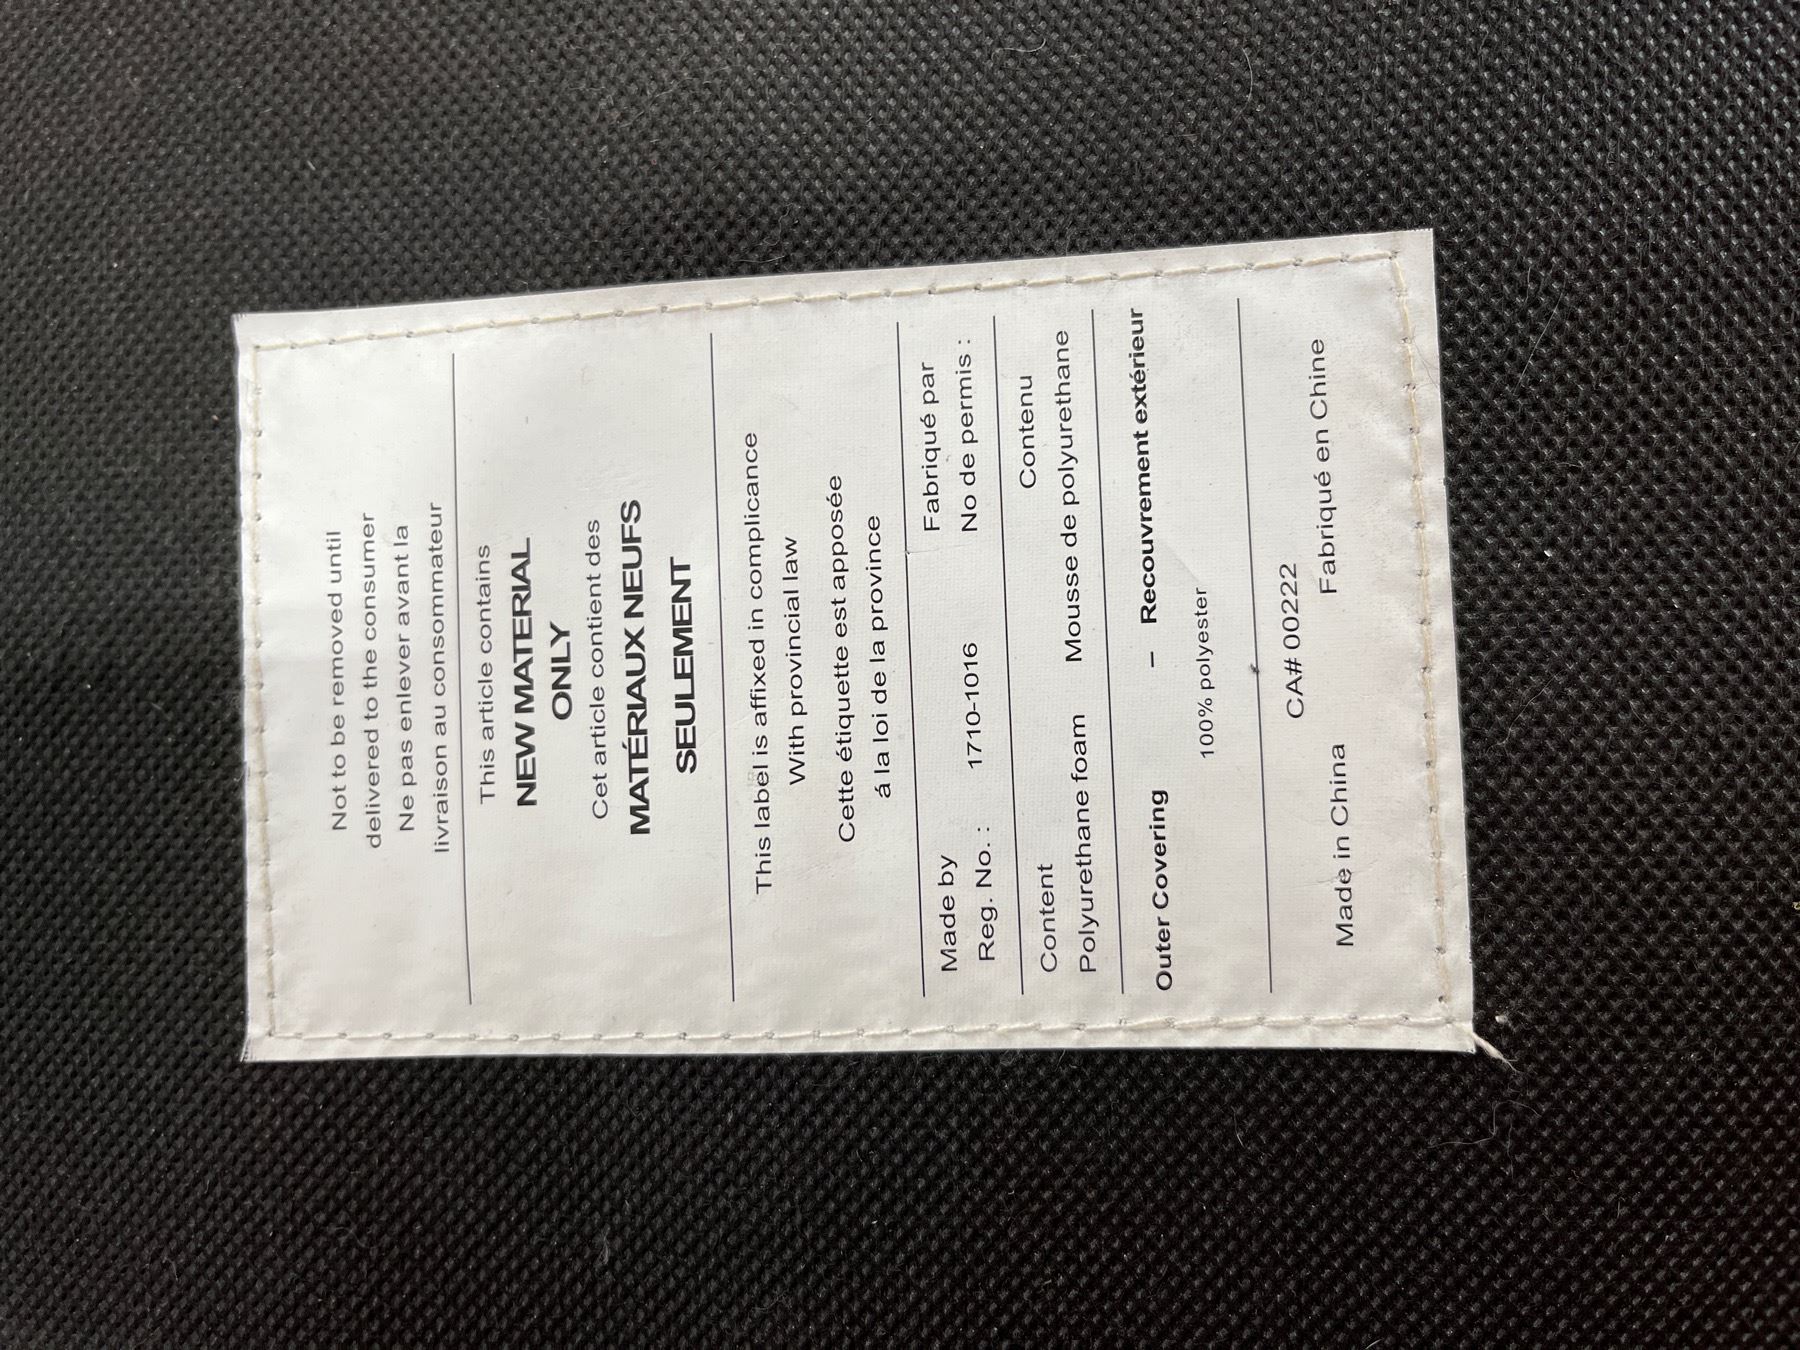 Not to be removed until
delivered to the consumer
Ne pas enlever avant la
livraison au consommateur
This article contains
NEW MATERIAL
ONLY
Cet article contient des
MATÉRIAUX NEUFS
SEULEMENT
This label is affixed in complicance
With provincial law
Cette étiquette est apposée
á la loi de la province
Made by Fabriqué par
Reg. No. : 1710-1016 No de permis :
Content Contenu
Polyurethane foam Mousse de polyurethane
Outer Covering – Recouvrement extérieur
100% polyester
CA# 00222
Made in China Fabriqué en Chine